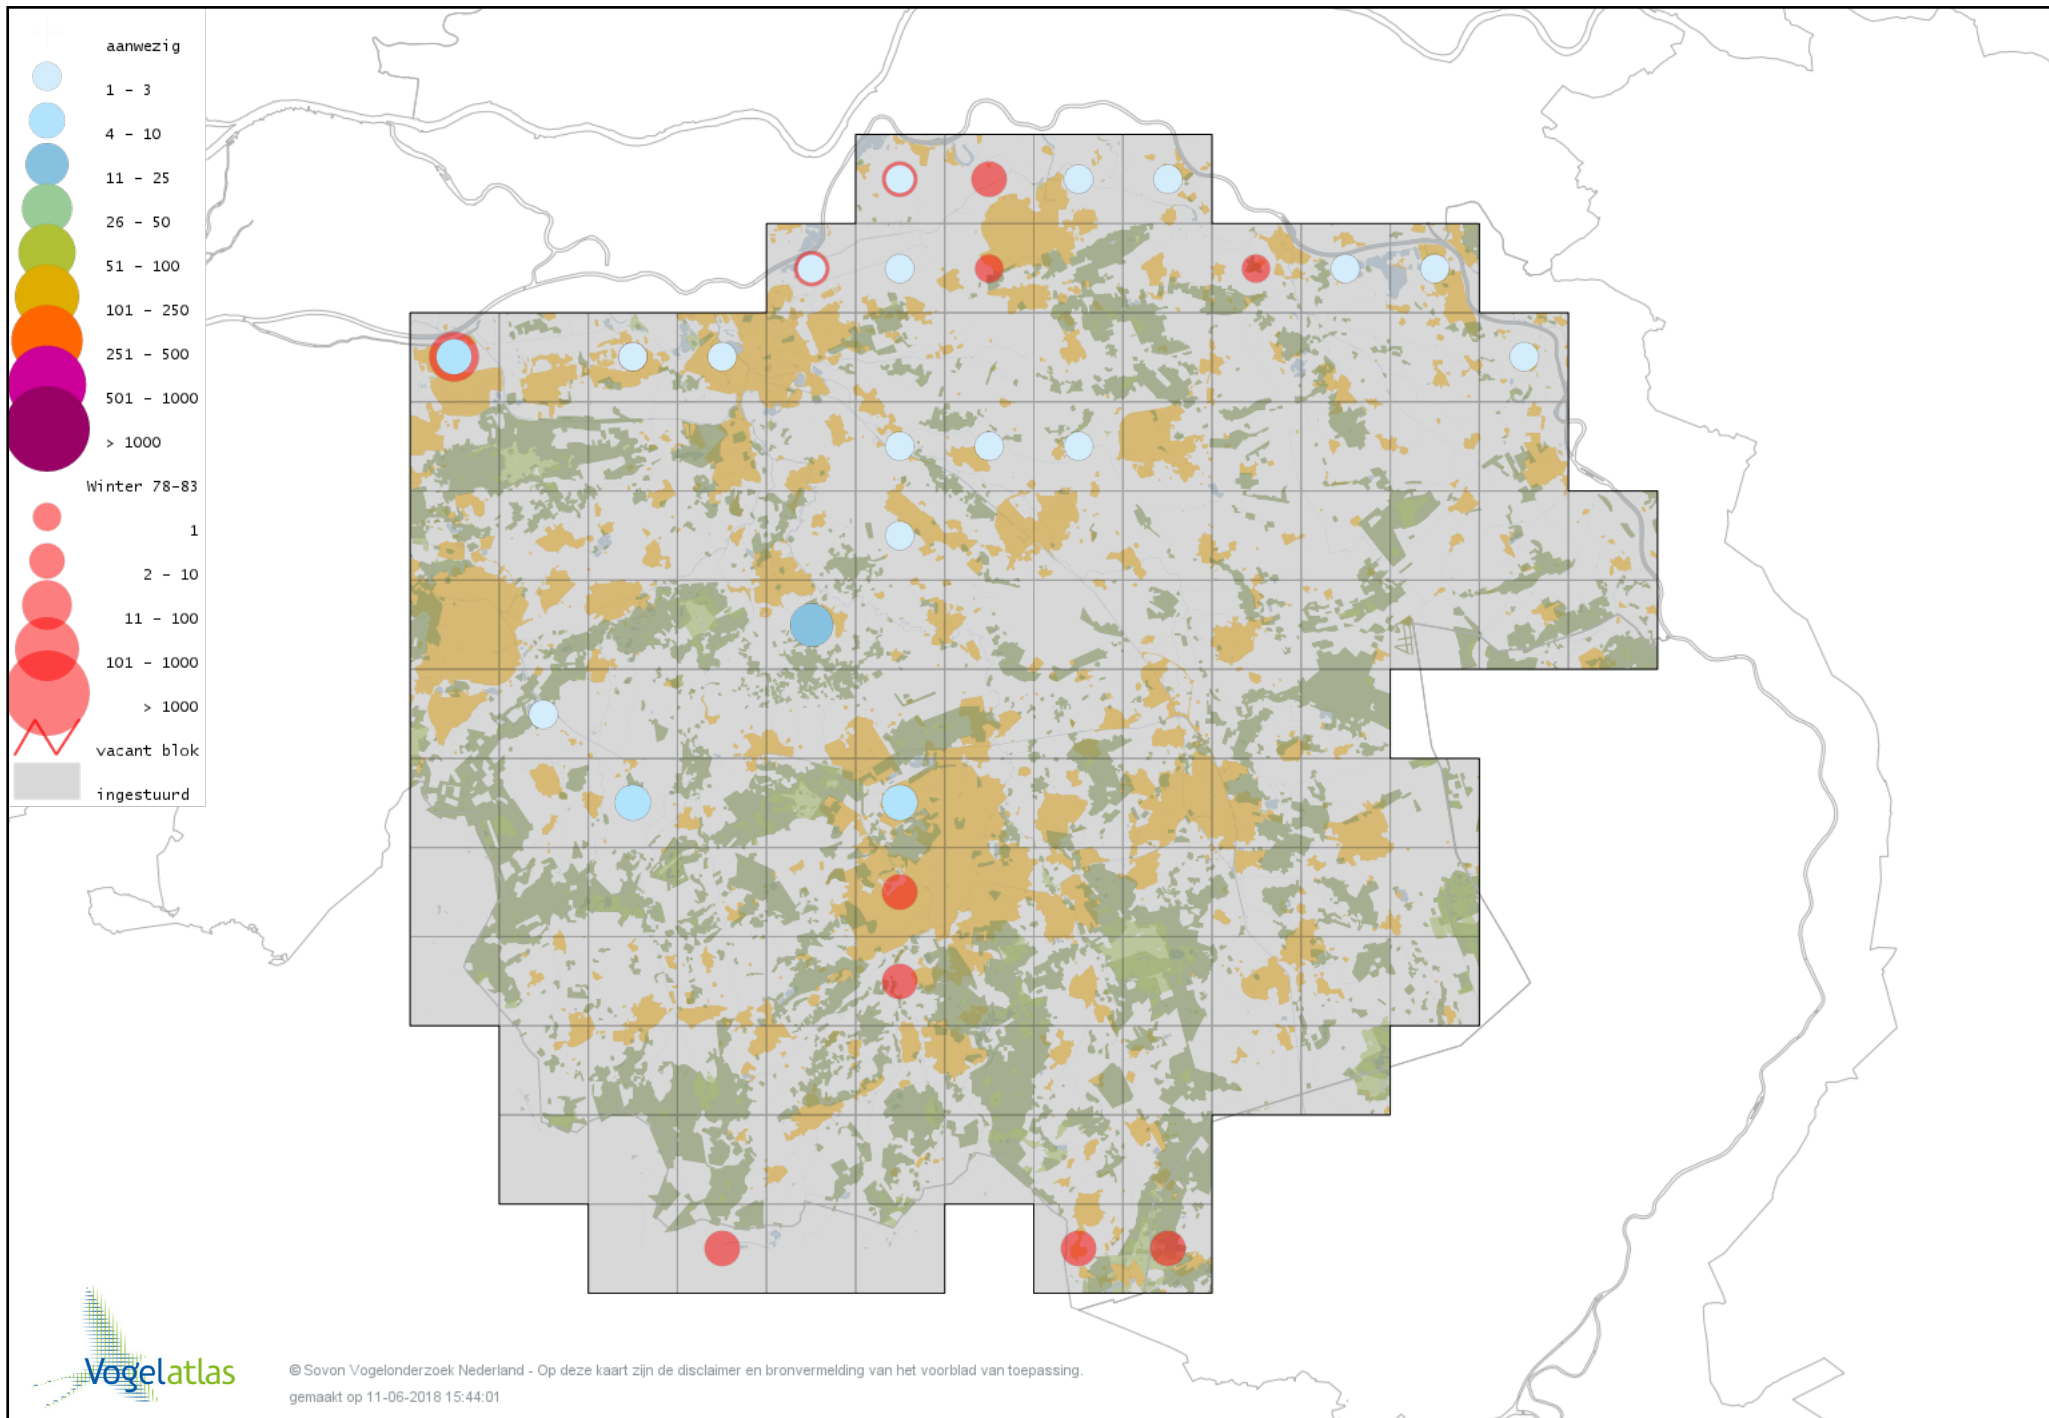 aanwezig
1 - 3
4 - 10
11 - 25
26 - 50
51 - 100
101 - 250
251 - 500
501 - 1000
> 1000
Winter 78-83
1
2 - 10
11 - 100
101 - 1000
> 1000
vacant blok
ingestuurd
Vogelatlas
© Sovon Vogelonderzoek Nederland - Op deze kaart zijn de disclaimer en bronvermelding van het voorblad van toepassing.
gemaakt op 11-06-2018 15:44:01